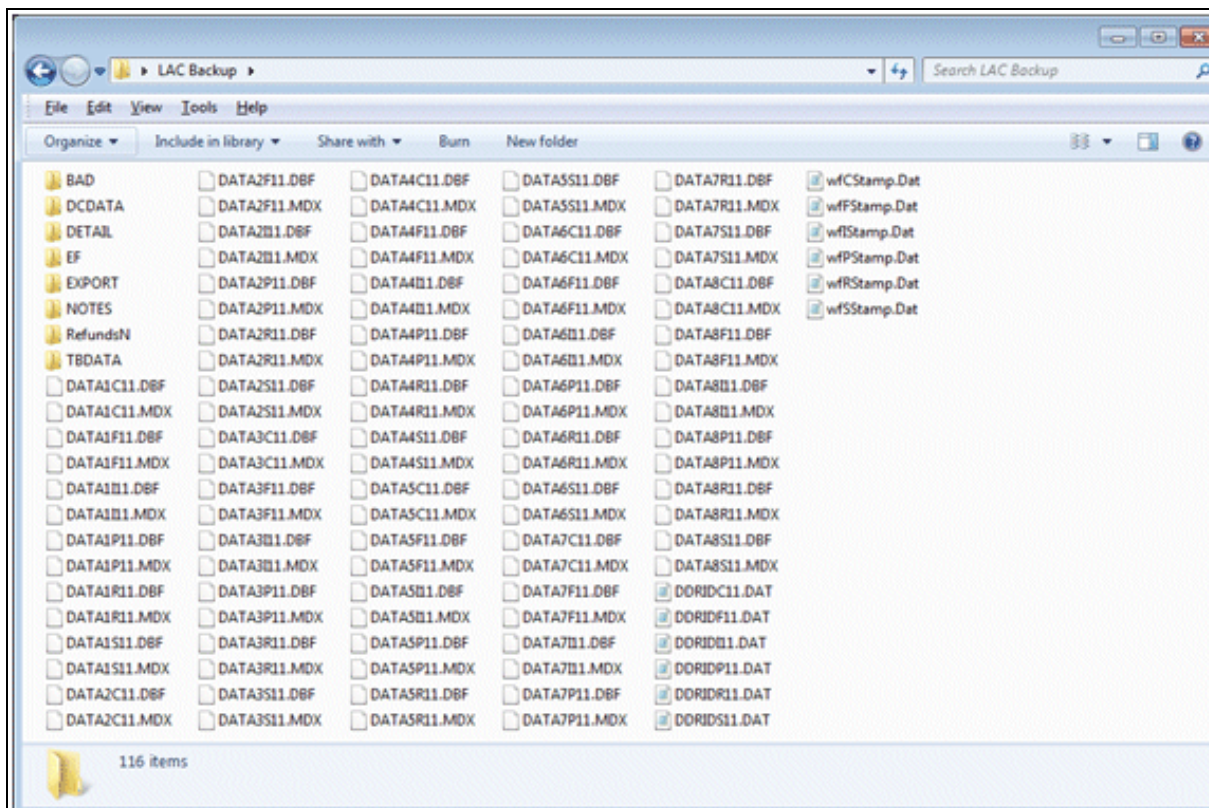 LAC Backup
Search LAC Backup
File Edit View Tools Help
Organize Include in library Share with Burn New folder
BAD
DCDATA
DETAIL
EF
EXPORT
NOTES
RefundsN
TBDATA
DATA1C11.DBF
DATA1C11.MDX
DATA1F11.DBF
DATA1F11.MDX
DATA1I11.DBF
DATA1I11.MDX
DATA1P11.DBF
DATA1P11.MDX
DATA1R11.DBF
DATA1R11.MDX
DATA1S11.DBF
DATA1S11.MDX
DATA2C11.DBF
DATA2C11.MDX
DATA2F11.DBF
DATA2F11.MDX
DATA2I11.DBF
DATA2I11.MDX
DATA2P11.DBF
DATA2P11.MDX
DATA2R11.DBF
DATA2R11.MDX
DATA2S11.DBF
DATA2S11.MDX
DATA3C11.DBF
DATA3C11.MDX
DATA3F11.DBF
DATA3F11.MDX
DATA3I11.DBF
DATA3I11.MDX
DATA3P11.DBF
DATA3P11.MDX
DATA3R11.DBF
DATA3R11.MDX
DATA3S11.DBF
DATA3S11.MDX
DATA4C11.DBF
DATA4C11.MDX
DATA4F11.DBF
DATA4F11.MDX
DATA4I11.DBF
DATA4I11.MDX
DATA4P11.DBF
DATA4P11.MDX
DATA4R11.DBF
DATA4R11.MDX
DATA4S11.DBF
DATA4S11.MDX
DATA5C11.DBF
DATA5C11.MDX
DATA5F11.DBF
DATA5F11.MDX
DATA5I11.DBF
DATA5I11.MDX
DATA5P11.DBF
DATA5P11.MDX
DATA5R11.DBF
DATA5R11.MDX
DATA5S11.DBF
DATA5S11.MDX
DATA6C11.DBF
DATA6C11.MDX
DATA6F11.DBF
DATA6F11.MDX
DATA6I11.DBF
DATA6I11.MDX
DATA6P11.DBF
DATA6P11.MDX
DATA6R11.DBF
DATA6R11.MDX
DATA6S11.DBF
DATA6S11.MDX
DATA7C11.DBF
DATA7C11.MDX
DATA7F11.DBF
DATA7F11.MDX
DATA7I11.DBF
DATA7I11.MDX
DATA7P11.DBF
DATA7P11.MDX
DATA7R11.DBF
DATA7R11.MDX
DATA7S11.DBF
DATA7S11.MDX
DATA8C11.DBF
DATA8C11.MDX
DATA8F11.DBF
DATA8F11.MDX
DATA8I11.DBF
DATA8I11.MDX
DATA8P11.DBF
DATA8P11.MDX
DATA8R11.DBF
DATA8R11.MDX
DATA8S11.DBF
DATA8S11.MDX
DDRIDC11.DAT
DDRIDF11.DAT
DDRIDI11.DAT
DDRIDP11.DAT
DDRIDR11.DAT
DDRIDS11.DAT
wfCStamp.Dat
wfFStamp.Dat
wfIStamp.Dat
wfPStamp.Dat
wfRStamp.Dat
wfSStamp.Dat
116 items